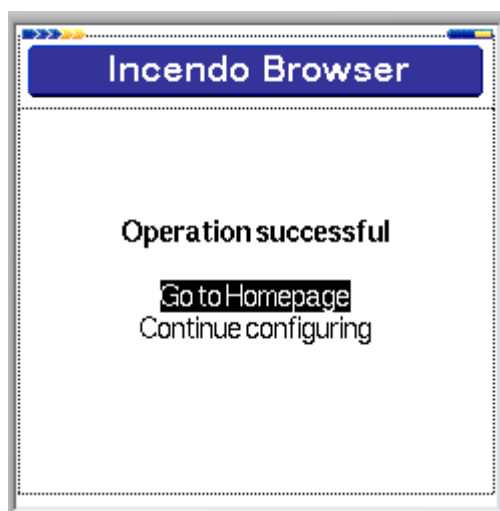 Incendo Browser
Operation successful
Go to Homepage
Continue configuring